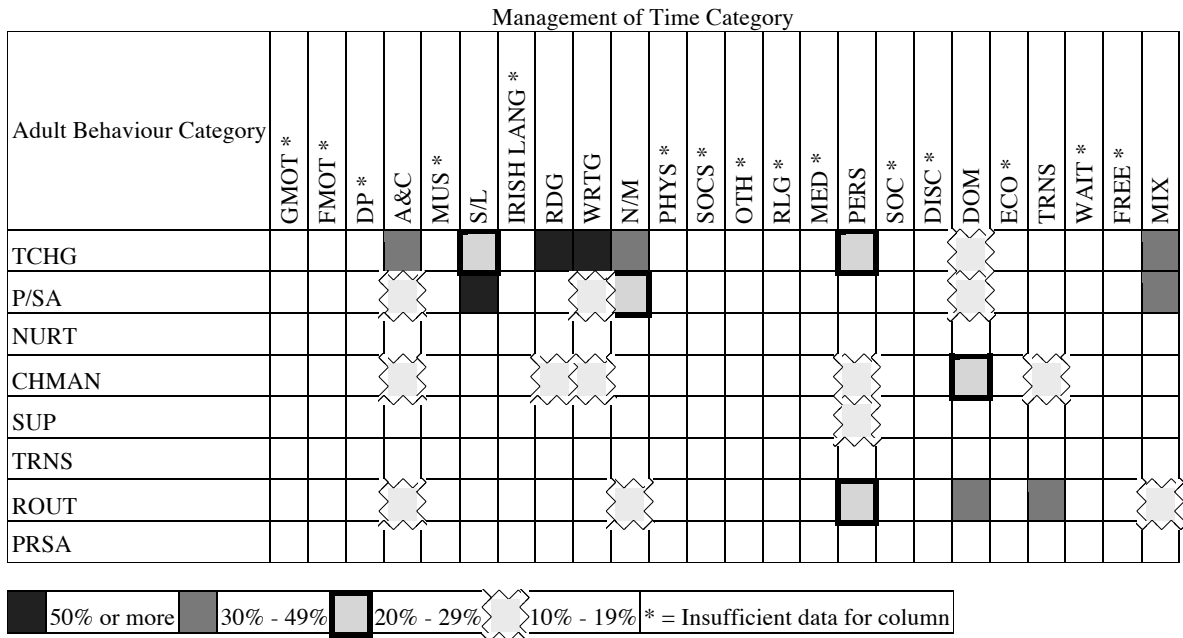 Management of Time Category
Adult Behaviour Category GMOT * FMOT * DP * A&C MUS * S/L IRISH LANG * RDG WRTG N/M PHYS * SOCS * OTH * RLG * MED * PERS SOC * DISC * DOM ECO * TRNS WAIT * FREE * MIX
TCHG
P/SA
NURT
CHMAN
SUP
TRNS
ROUT
PRSA
50% or more 30% - 49% 20% - 29% 10% - 19% * = Insufficient data for column